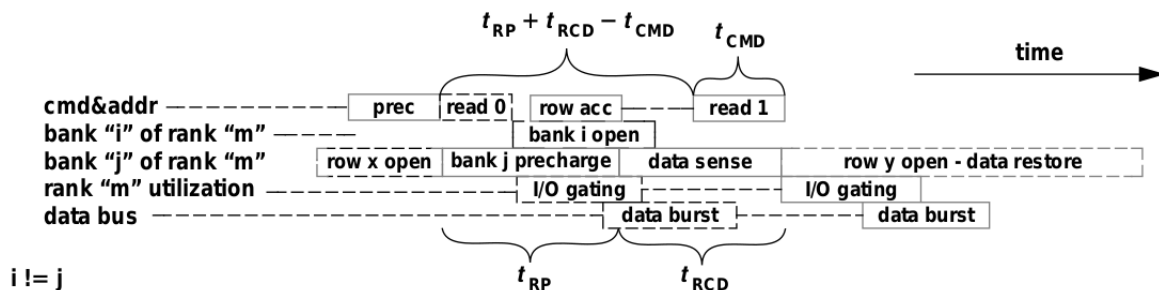 t_RP + t_RCD − t_CMD
t_CMD
time
cmd&addr prec read 0 row acc read 1
bank “i” of rank “m” bank i open
bank “j” of rank “m” row x open bank j precharge data sense row y open - data restore
rank “m” utilization I/O gating I/O gating
data bus data burst data burst
t_RP t_RCD
i != j